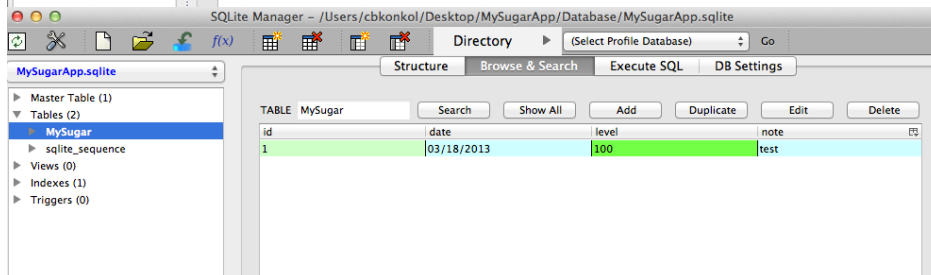 SQLite Manager - /Users/cbkonkol/Desktop/MySugarApp/Database/MySugarApp.sqlite
f(x) Directory (Select Profile Database) Go
MySugarApp.sqlite
Structure Browse & Search Execute SQL DB Settings
Master Table (1)
Tables (2)
MySugar
sqlite_sequence
Views (0)
Indexes (1)
Triggers (0)
TABLE MySugar Search Show All Add Duplicate Edit Delete
id date level note
1 03/18/2013 100 test